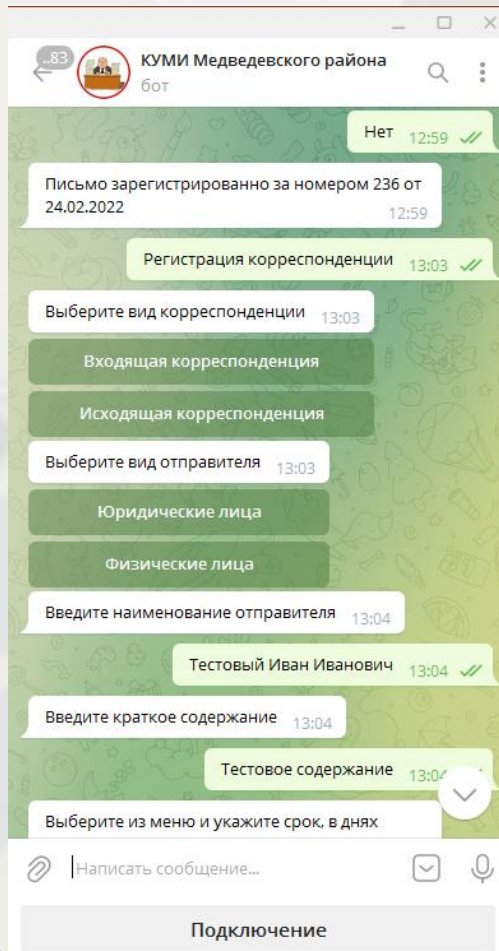 ..83
КУМИ Медведевского района
бот
Нет 12:59
Письмо зарегистрированно за номером 236 от
24.02.2022
12:59
Регистрация корреспонденции 13:03
Выберите вид корреспонденции 13:03
Входящая корреспонденция
Исходящая корреспонденция
Выберите вид отправителя 13:03
Юридические лица
Физические лица
Введите наименование отправителя 13:04
Тестовый Иван Иванович 13:04
Введите краткое содержание 13:04
Тестовое содержание 13:04
Выберите из меню и укажите срок, в днях
Написать сообщение...
Подключение